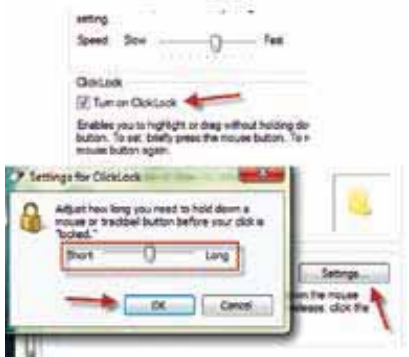 setting.
Speed: Slow Fast
ClickLock
Turn on ClickLock
Enables you to highlight or drag without holding do
button. To set, briefly press the mouse button. To r
mouse button again.
Settings for ClickLock
Adjust how long you need to hold down a
mouse or trackball button before your click is
"locked."
Short Long
OK Cancel
Settings...
wn the mouse
release, click the